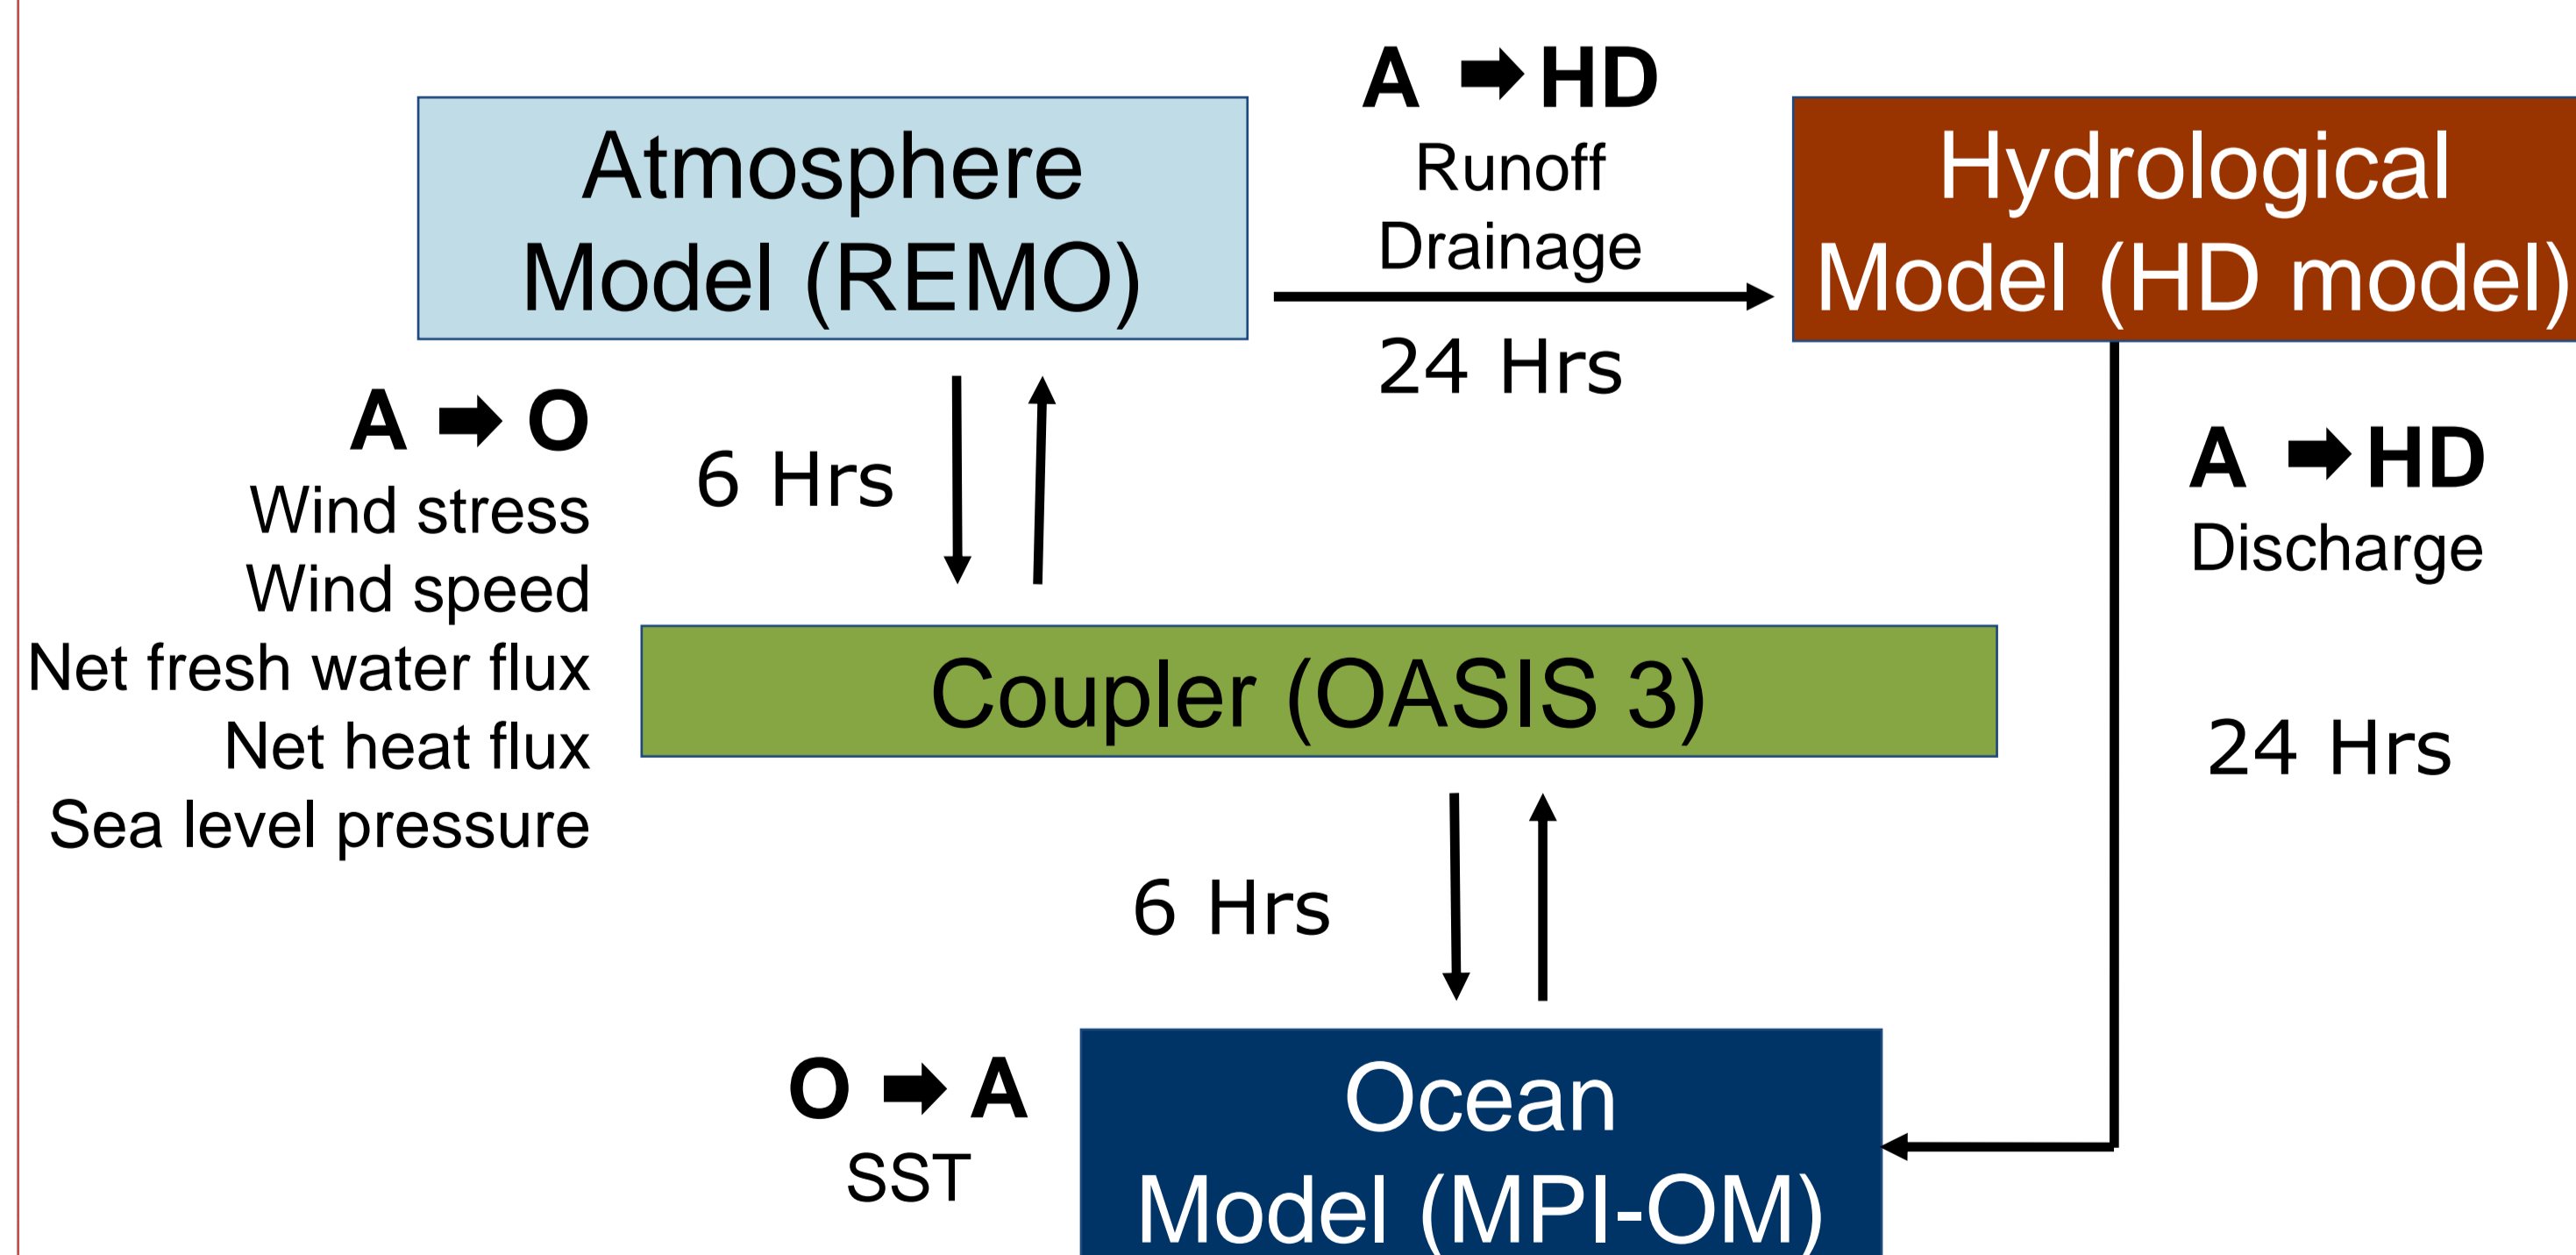 A ➡ HD
Atmosphere
Model (REMO)
Runoff
Drainage
24 Hrs
Hydrological
Model (HD model)
A ➡ O
Wind stress
Wind speed
Net fresh water flux
Net heat flux
Sea level pressure
6 Hrs
A ➡ HD
Discharge
24 Hrs
Coupler (OASIS 3)
6 Hrs
O ➡ A
SST
Ocean
Model (MPI-OM)